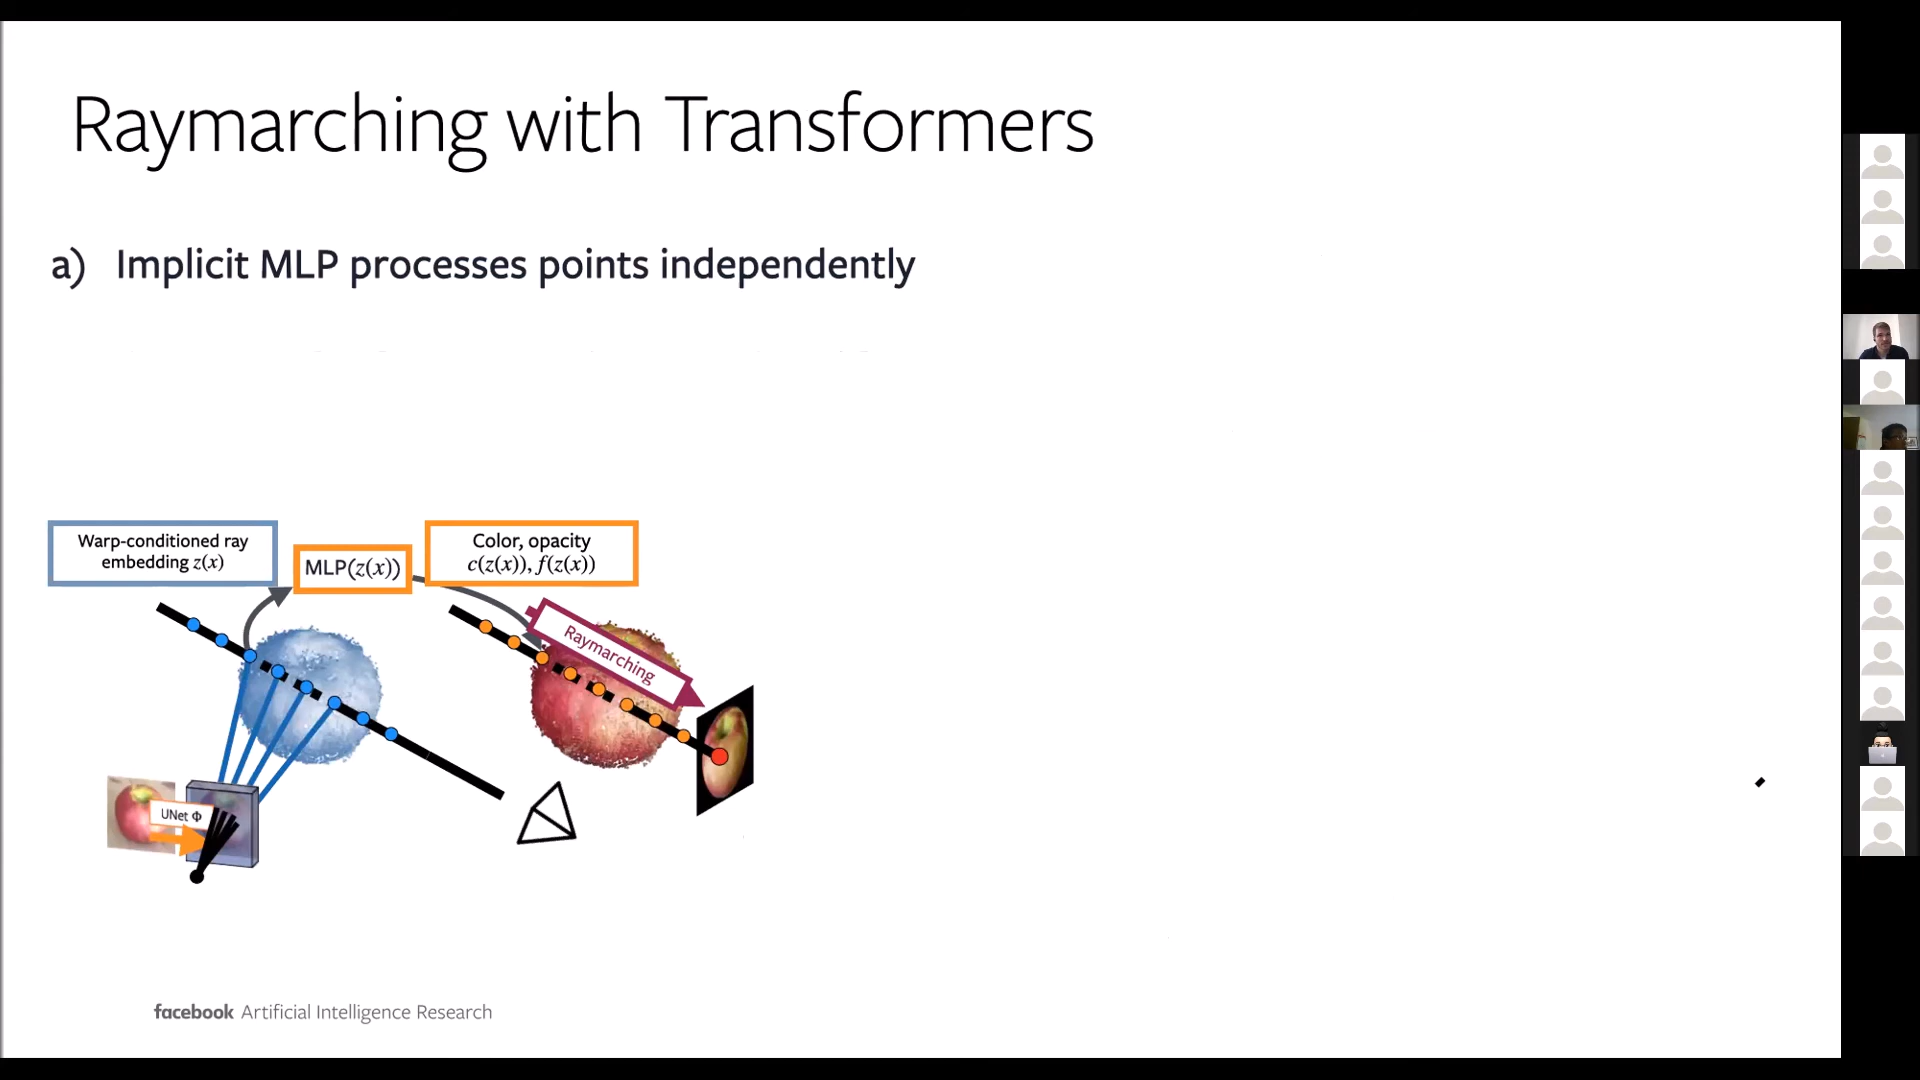 Raymarching with Transformers
a) Implicit MLP processes points independently
Warp-conditioned ray
embedding z(x)
MLP(z(x))
Color, opacity
c(z(x)), f(z(x))
Raymarching
UNet Φ
facebook Artificial Intelligence Research